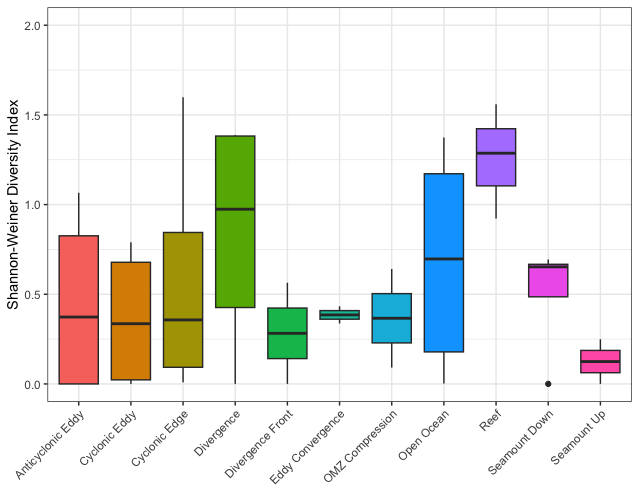 Shannon-Weiner Diversity Index
2.0
1.5
1.0
0.5
0.0
Anticyclonic Eddy
Cyclonic Eddy
Cyclonic Edge
Divergence
Divergence Front
Eddy Convergence
OMZ Compression
Open Ocean
Reef
Seamount Down
Seamount Up